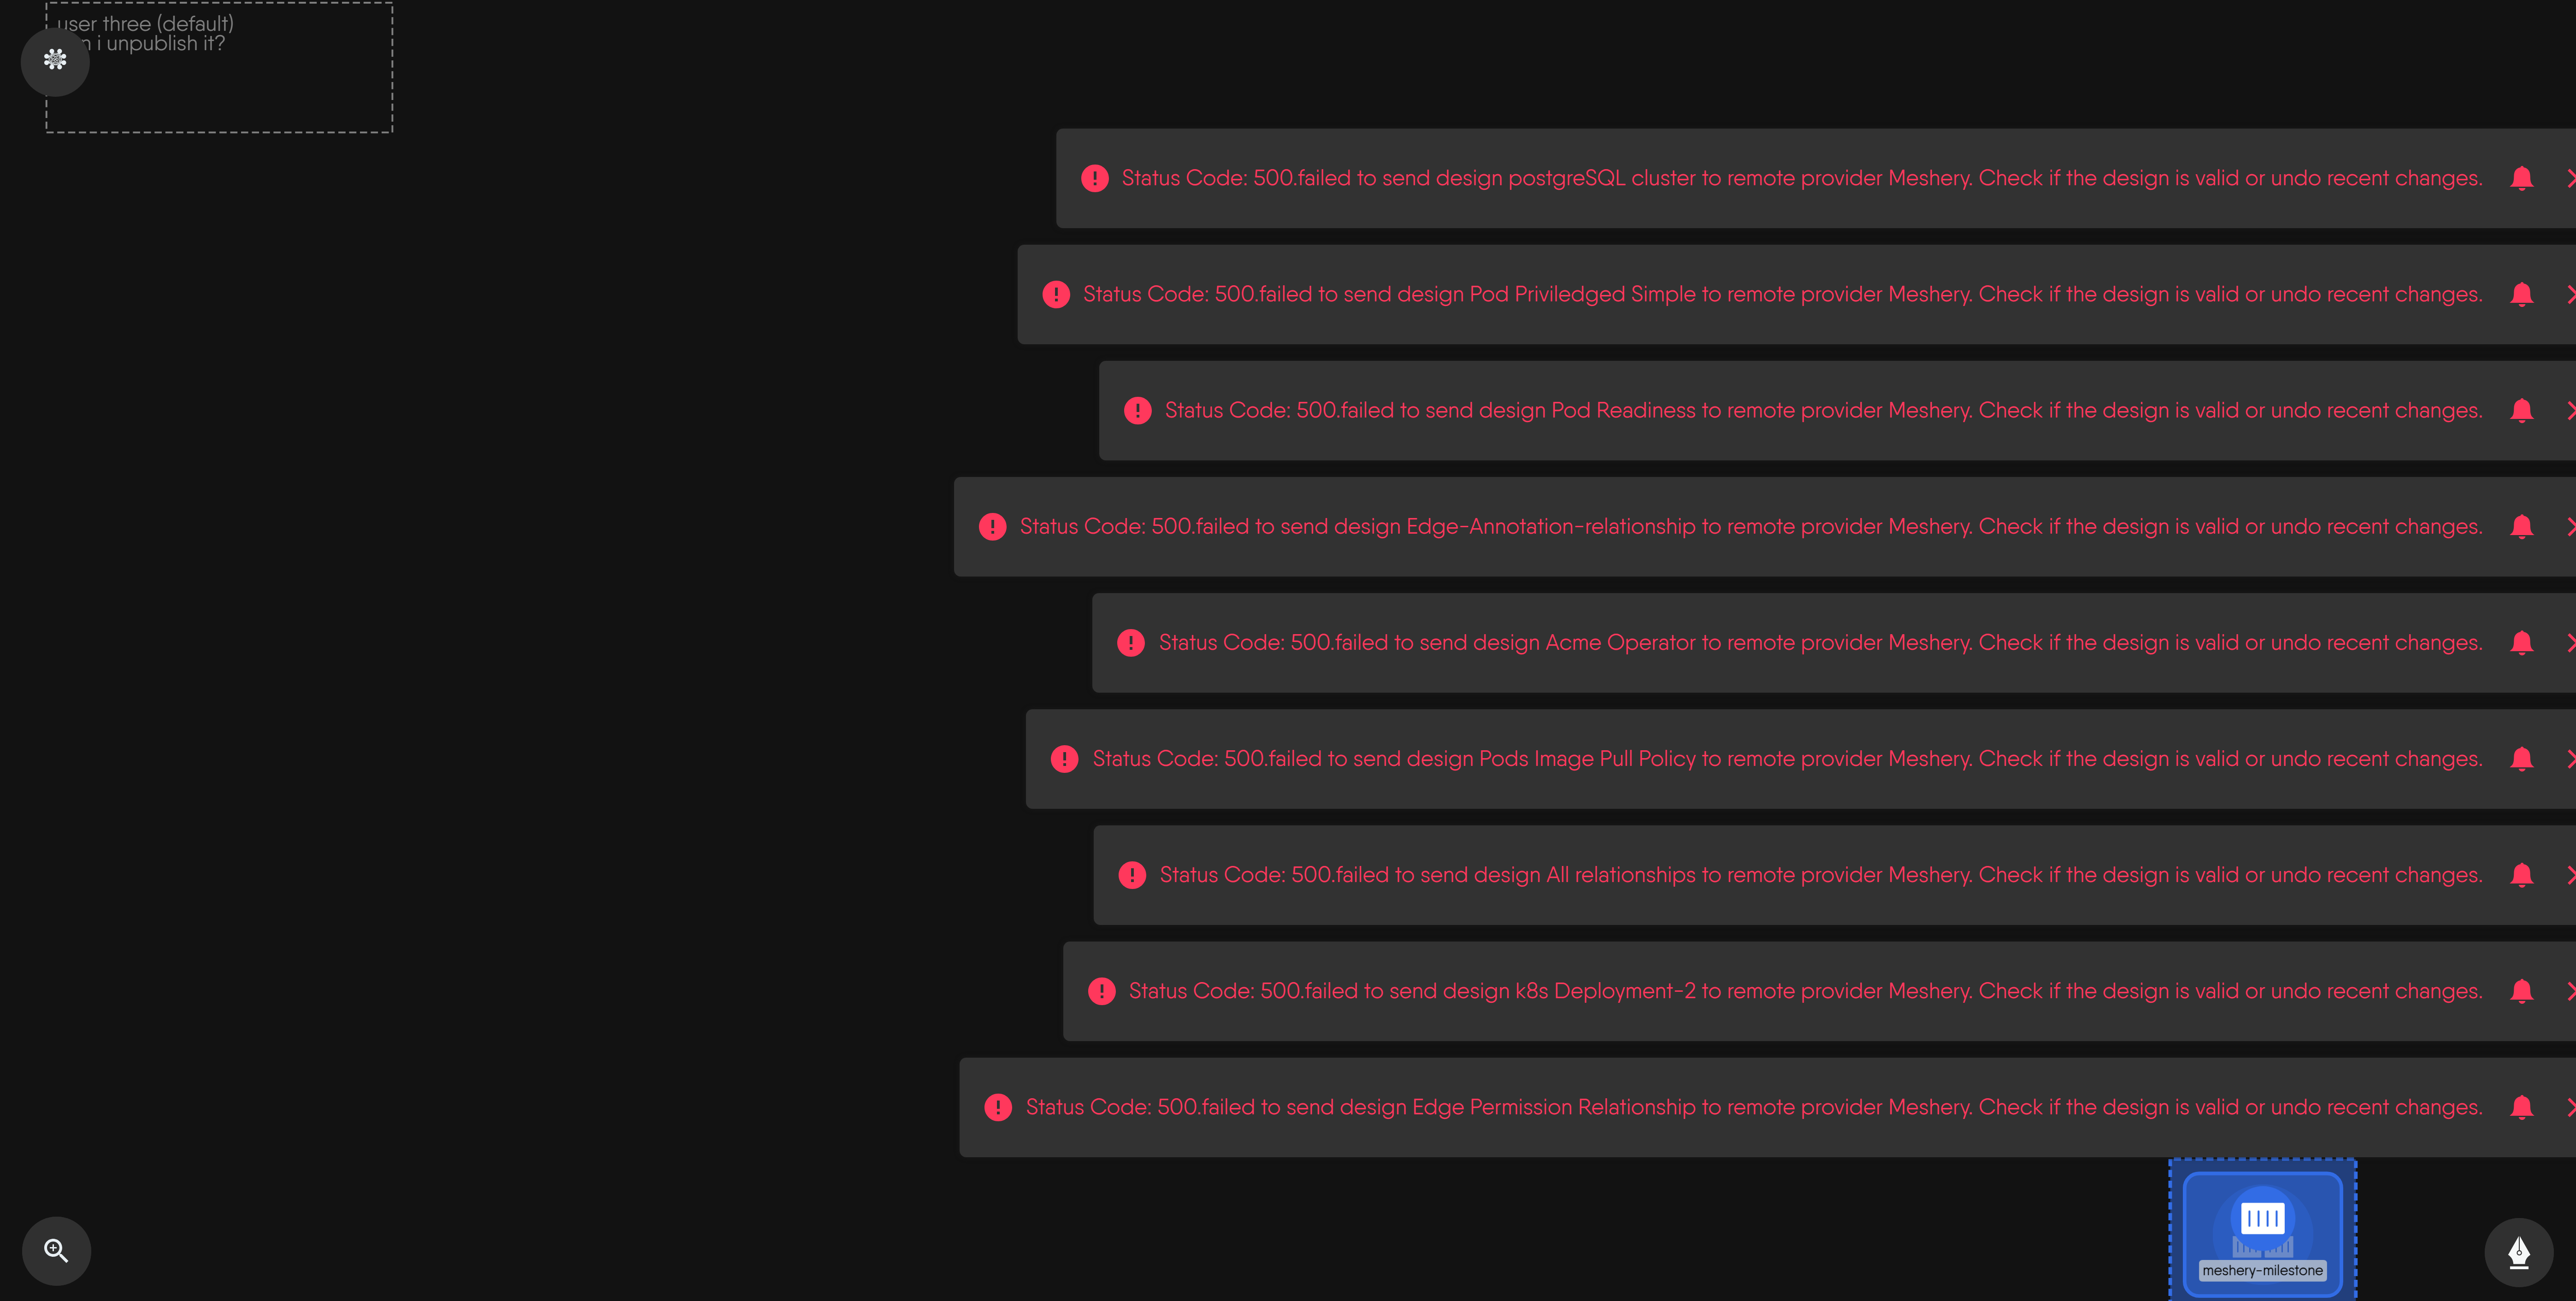 user three (default)
i unpublish it?
Status Code: 500.failed to send design postgreSQL cluster to remote provider Meshery. Check if the design is valid or undo recent changes.
Status Code: 500.failed to send design Pod Priviledged Simple to remote provider Meshery. Check if the design is valid or undo recent changes.
Status Code: 500.failed to send design Pod Readiness to remote provider Meshery. Check if the design is valid or undo recent changes.
Status Code: 500.failed to send design Edge-Annotation-relationship to remote provider Meshery. Check if the design is valid or undo recent changes.
Status Code: 500.failed to send design Acme Operator to remote provider Meshery. Check if the design is valid or undo recent changes.
Status Code: 500.failed to send design Pods Image Pull Policy to remote provider Meshery. Check if the design is valid or undo recent changes.
Status Code: 500.failed to send design All relationships to remote provider Meshery. Check if the design is valid or undo recent changes.
Status Code: 500.failed to send design k8s Deployment-2 to remote provider Meshery. Check if the design is valid or undo recent changes.
Status Code: 500.failed to send design Edge Permission Relationship to remote provider Meshery. Check if the design is valid or undo recent changes.
meshery-milestone